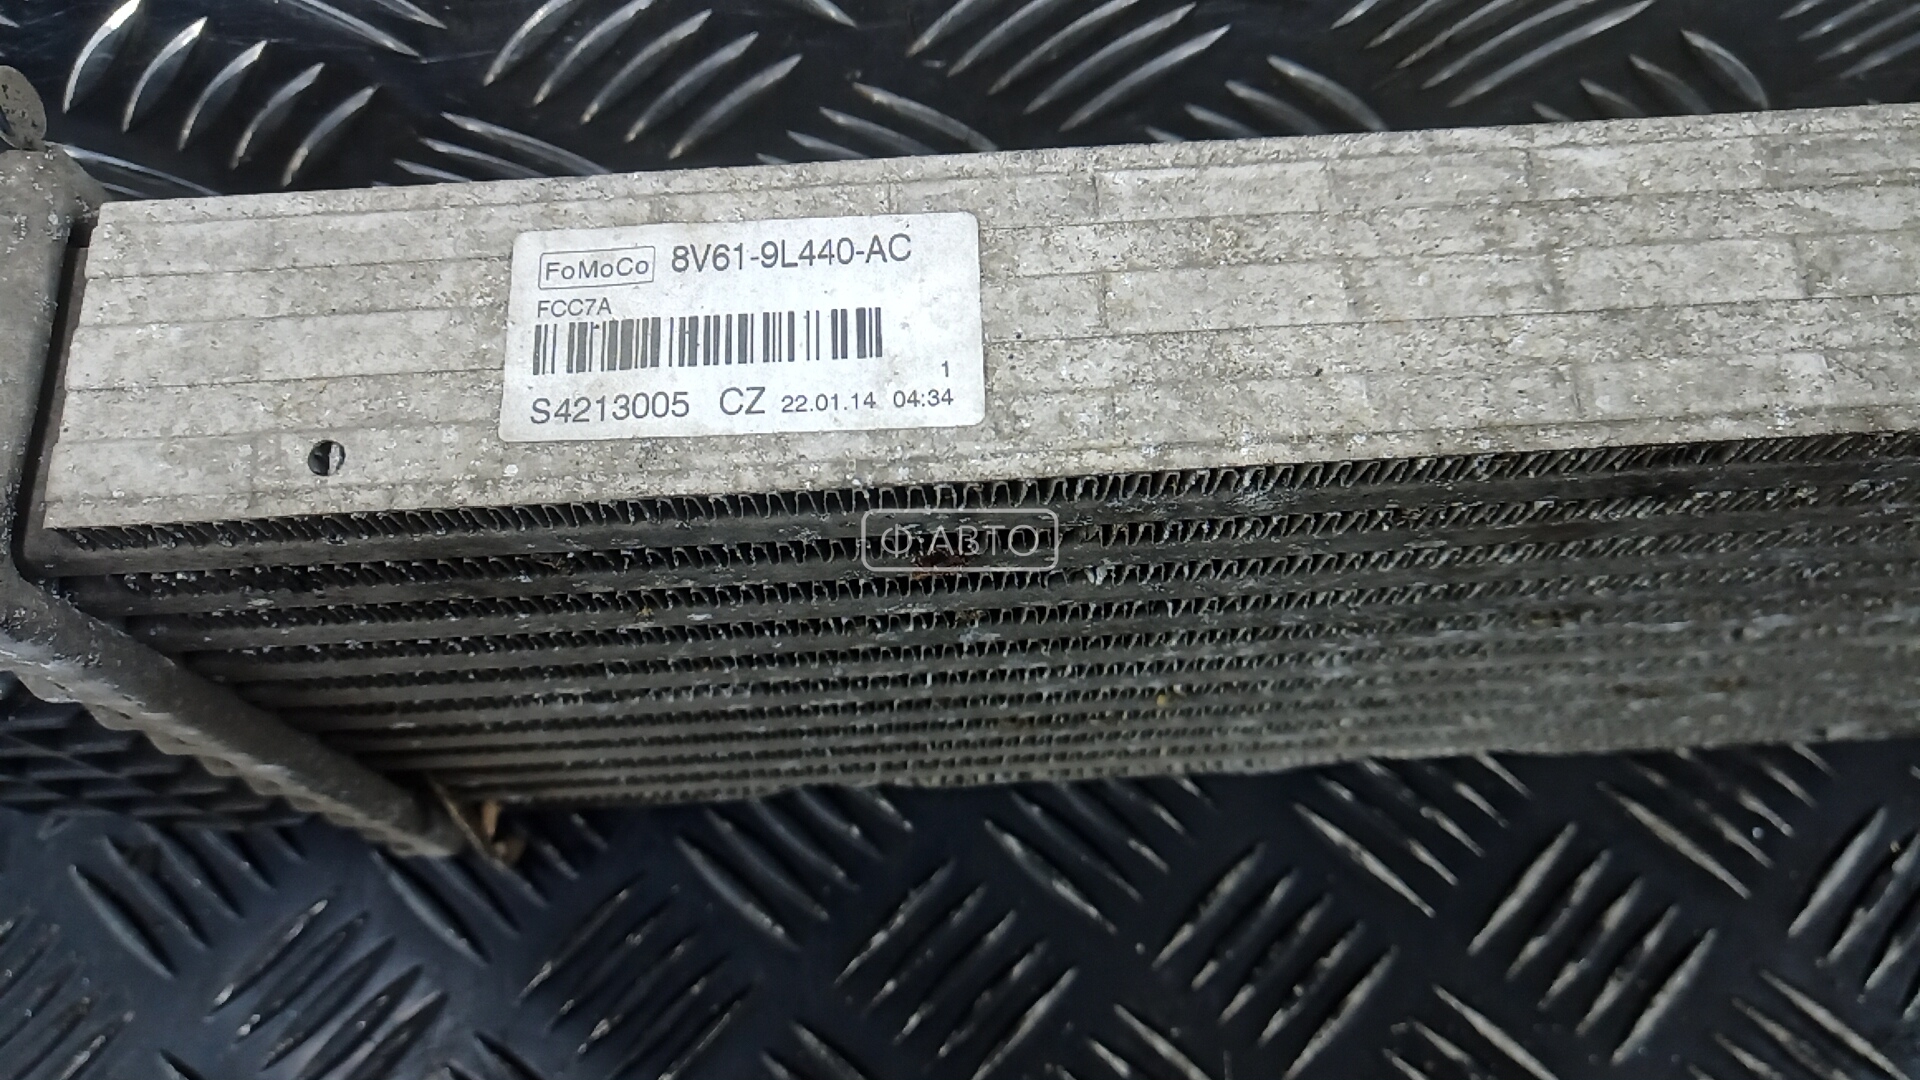 FoMoCo 8V61-9L440-AC
FCC7A
1
S4213005 CZ 22.01.14 04:34
Ф-АВТО